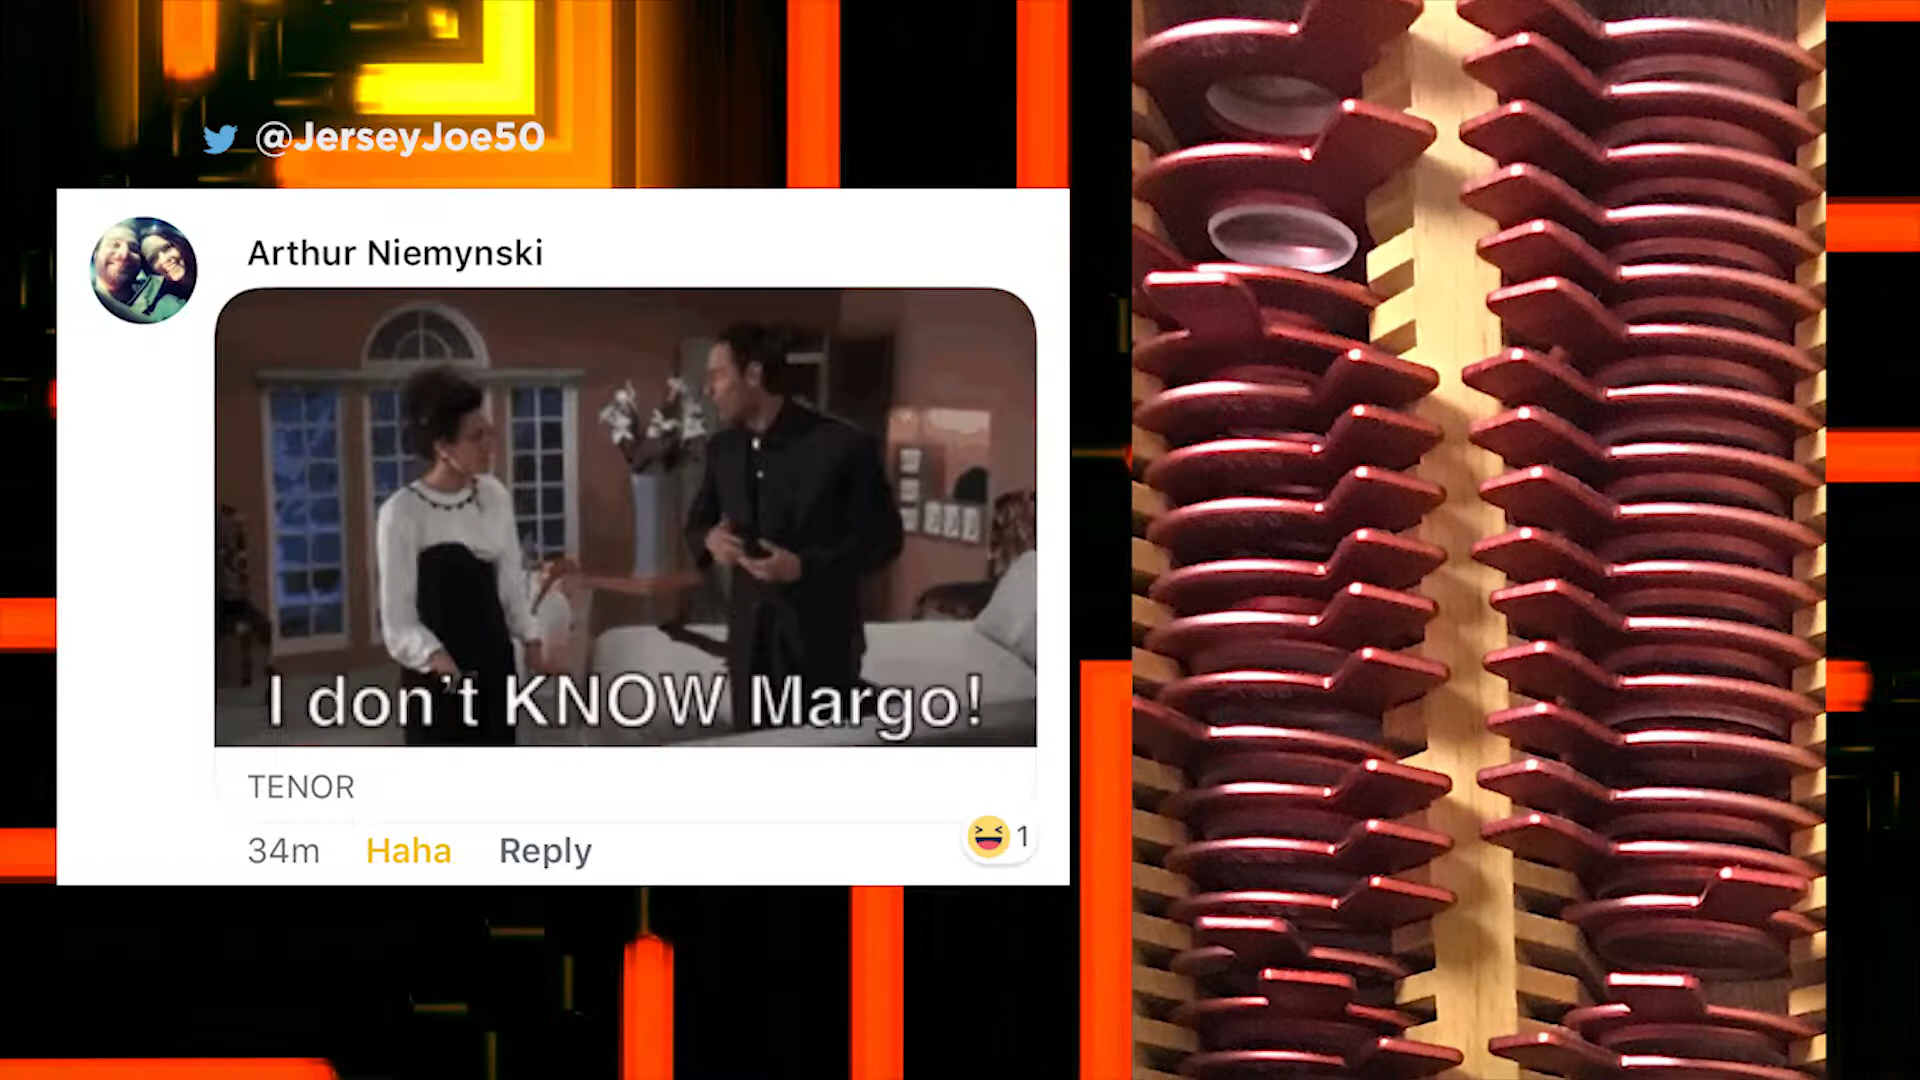 @JerseyJoe50
Arthur Niemynski
I don't KNOW Margo!
TENOR
34m Haha Reply
1